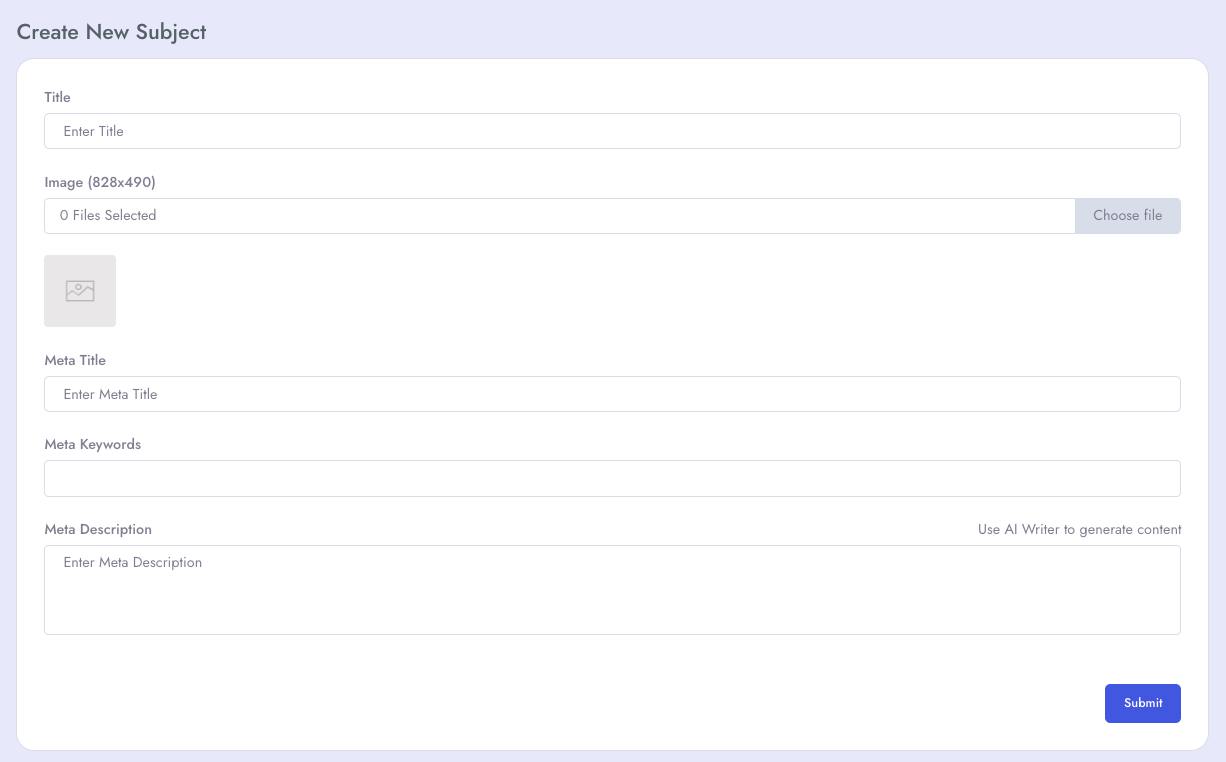 Create New Subject
Title
Enter Title
Image (828x490)
0 Files Selected
Choose file
Meta Title
Enter Meta Title
Meta Keywords
Meta Description
Use AI Writer to generate content
Enter Meta Description
Submit